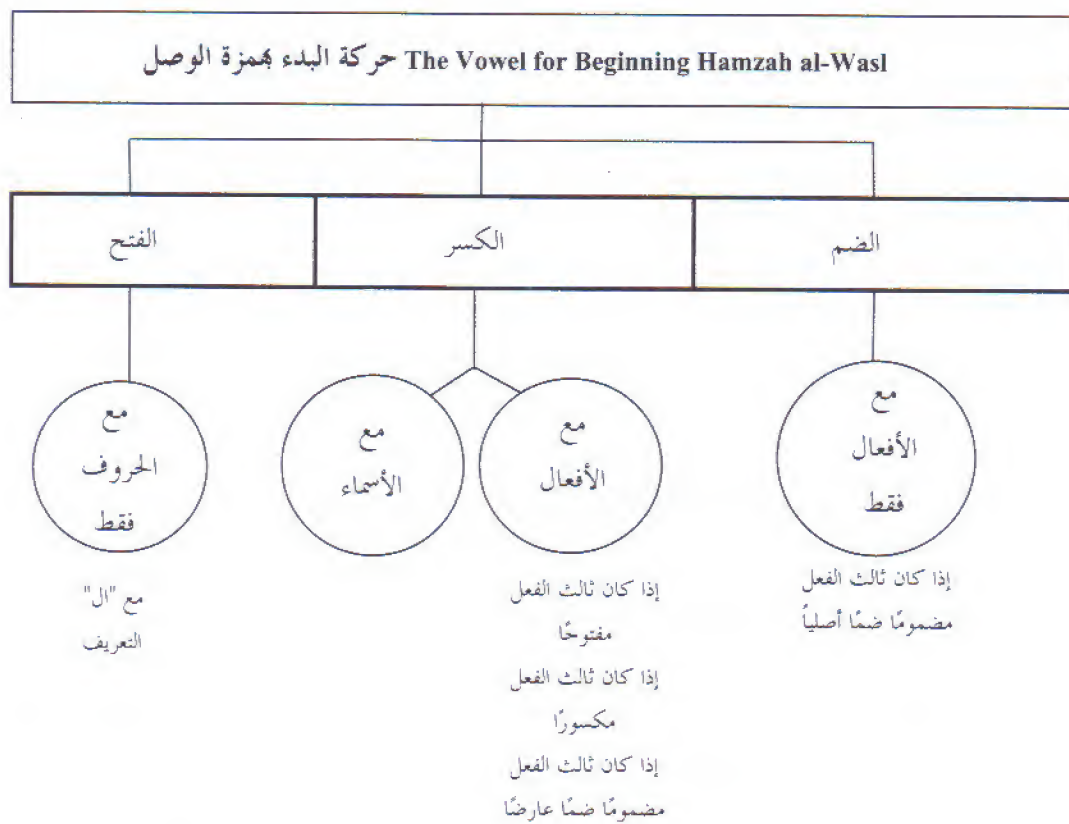 حركة البدء بهمزة الوصل The Vowel for Beginning Hamzah al-Wasl
الضم
الكسر
الفتح
مع
الأفعال
فقط
إذا كان ثالث الفعل
مضمومًا ضمًا أصلياً
مع
الأفعال
إذا كان ثالث الفعل
مفتوحًا
إذا كان ثالث الفعل
مكسورًا
إذا كان ثالث الفعل
مضمومًا ضمًا عارضًا
مع
الأسماء
مع
الحروف
فقط
مع "ال"
التعريف